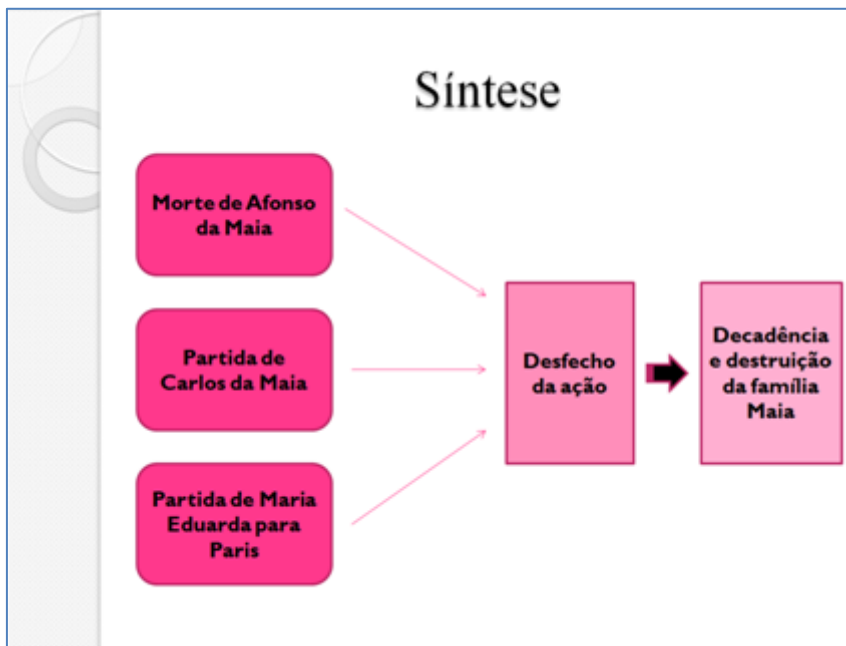 Síntese
Morte de Afonso
da Maia
Partida de
Carlos da Maia
Partida de Maria
Eduarda para
Paris
Desfecho
da ação
Decadência
e destruição
da família
Maia